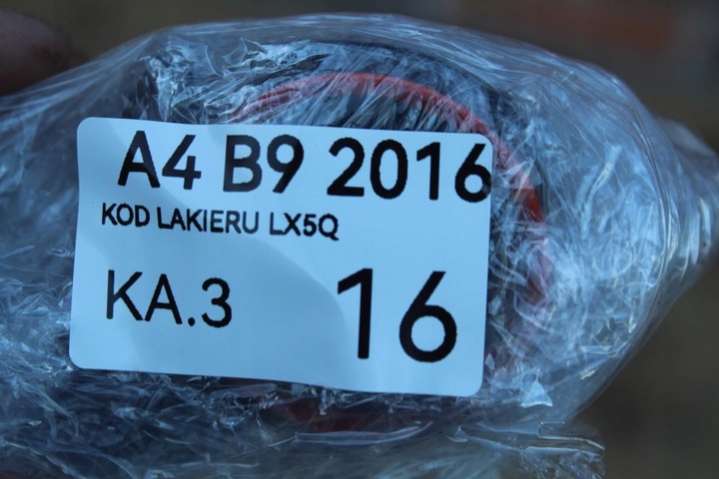 A4 B9 2016
KOD LAKIERU LX5Q
KA.3 16